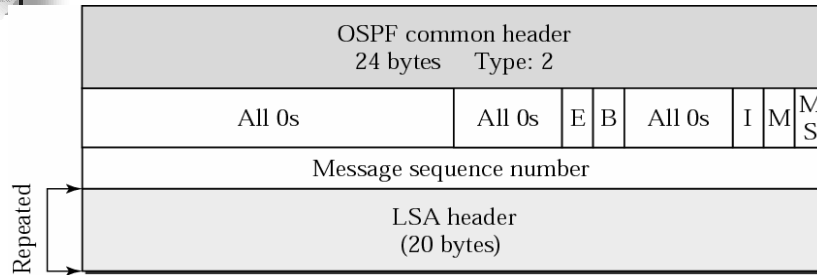 OSPF common header
24 bytes Type: 2
All 0s All 0s E B All 0s I M M
S
Message sequence number
Repeated
LSA header
(20 bytes)